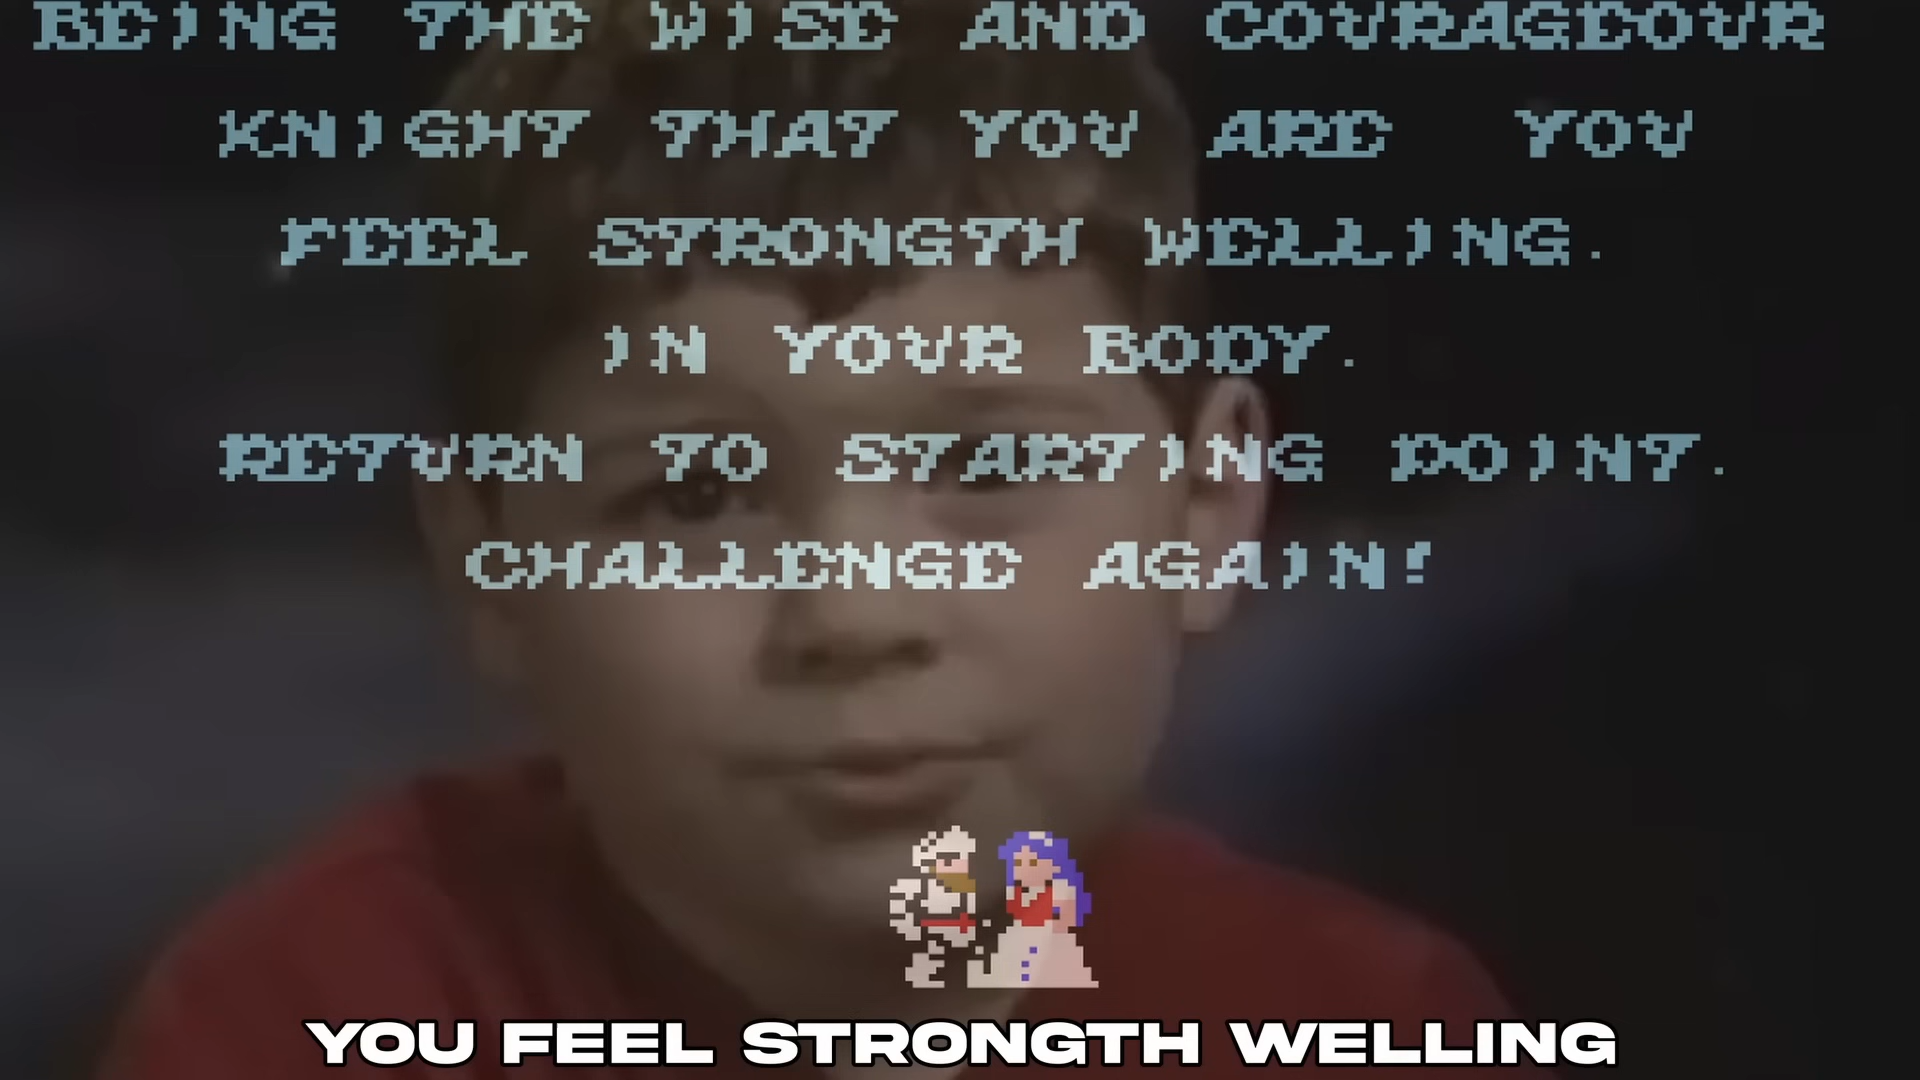 BEING THE WISE AND COURAGEOUR
KNIGHT THAT YOU ARE YOU
FEEL STRONGTH WELLING.
IN YOUR BODY.
RETURN TO STARTING POINT.
CHALLENGE AGAIN!
YOU FEEL STRONGTH WELLING